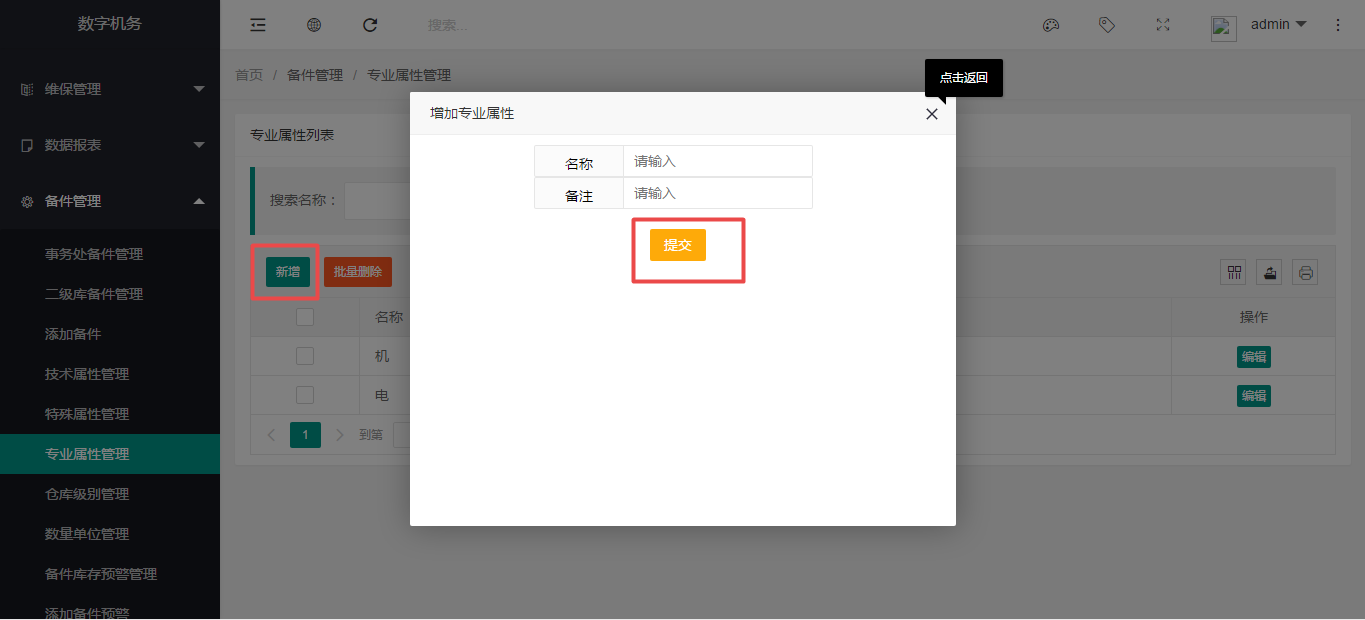 数字机务
搜索...
admin
维保管理
数据报表
备件管理
事务处备件管理
二级库备件管理
添加备件
技术属性管理
特殊属性管理
专业属性管理
仓库级别管理
数量单位管理
备件库存预警管理
添加备件预警
首页 / 备件管理 / 专业属性管理
点击返回
专业属性列表
搜索名称：
新增 批量删除
名称 操作
机 编辑
电 编辑
1 到第
增加专业属性
名称 请输入
备注 请输入
提交